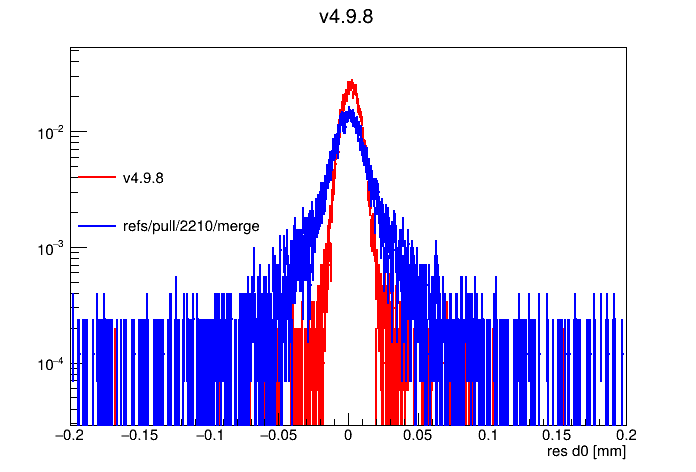 v4.9.8
10⁻²
v4.9.8
refs/pull/2210/merge
10⁻³
10⁻⁴
−0.2 −0.15 −0.1 −0.05 0 0.05 0.1 0.15 0.2
res d0 [mm]